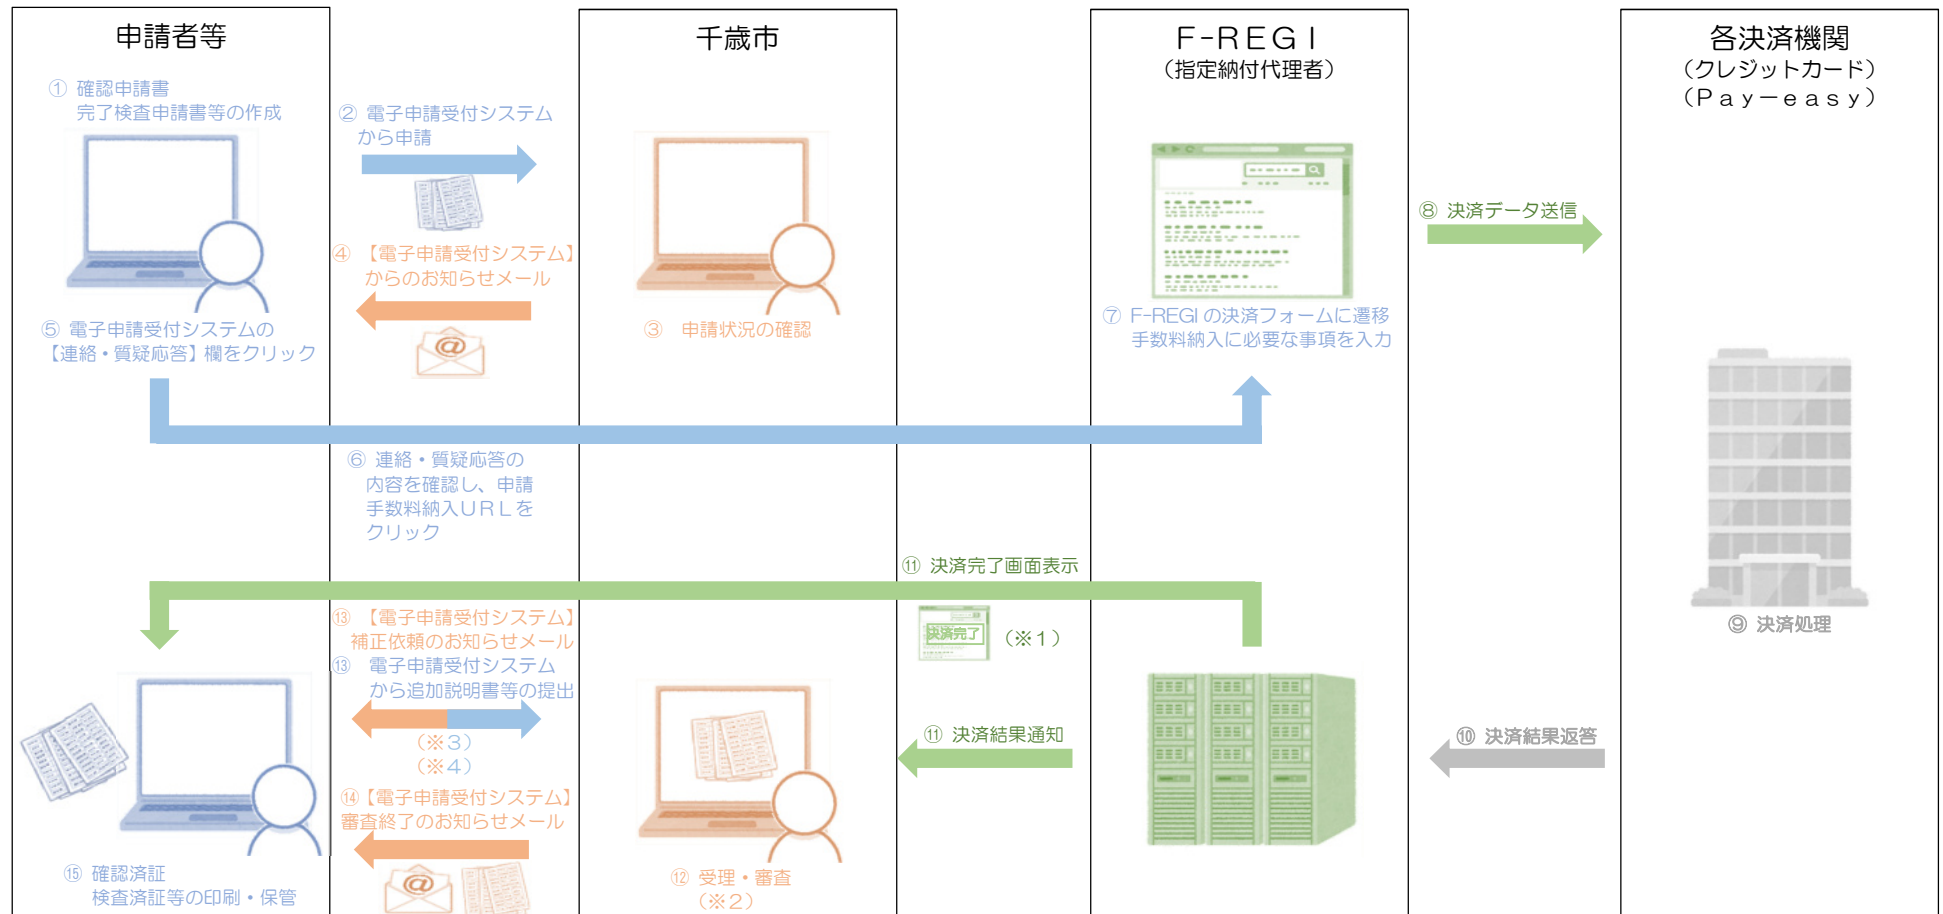 申請者等
千歳市
F-REGI
(指定納付代理者)
各決済機関
(クレジットカード)
(Pay-easy)
① 確認申請書
完了検査申請書等の作成
② 電子申請受付システム
から申請
③ 申請状況の確認
④ 【電子申請受付システム】
からのお知らせメール
@
⑤ 電子申請受付システムの
【連絡・質疑応答】欄をクリック
⑥ 連絡・質疑応答の
内容を確認し、申請
手数料納入URLを
クリック
⑦ F-REGIの決済フォームに遷移
手数料納入に必要な事項を入力
⑧ 決済データ送信
⑨ 決済処理
⑩ 決済結果返答
⑪ 決済完了画面表示
決済完了
(※1)
⑪ 決済結果通知
⑫ 受理・審査
(※2)
⑬ 【電子申請受付システム】
補正依頼のお知らせメール
⑬ 電子申請受付システム
から追加説明書等の提出
(※3)
(※4)
⑭【電子申請受付システム】
審査終了のお知らせメール
@
⑮ 確認済証
検査済証等の印刷・保管